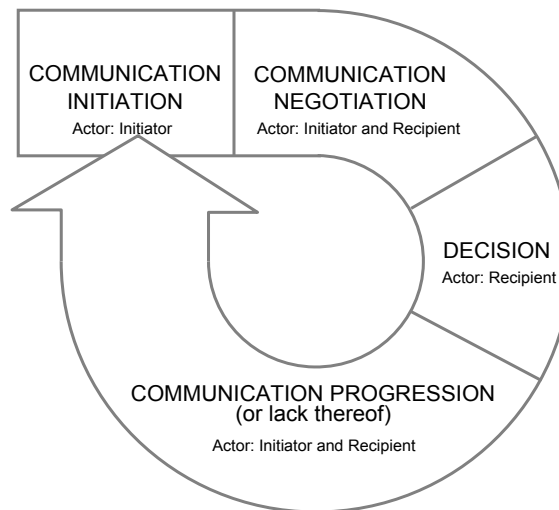 COMMUNICATION
INITIATION
Actor: Initiator
COMMUNICATION
NEGOTIATION
Actor: Initiator and Recipient
DECISION
Actor: Recipient
COMMUNICATION PROGRESSION
(or lack thereof)
Actor: Initiator and Recipient